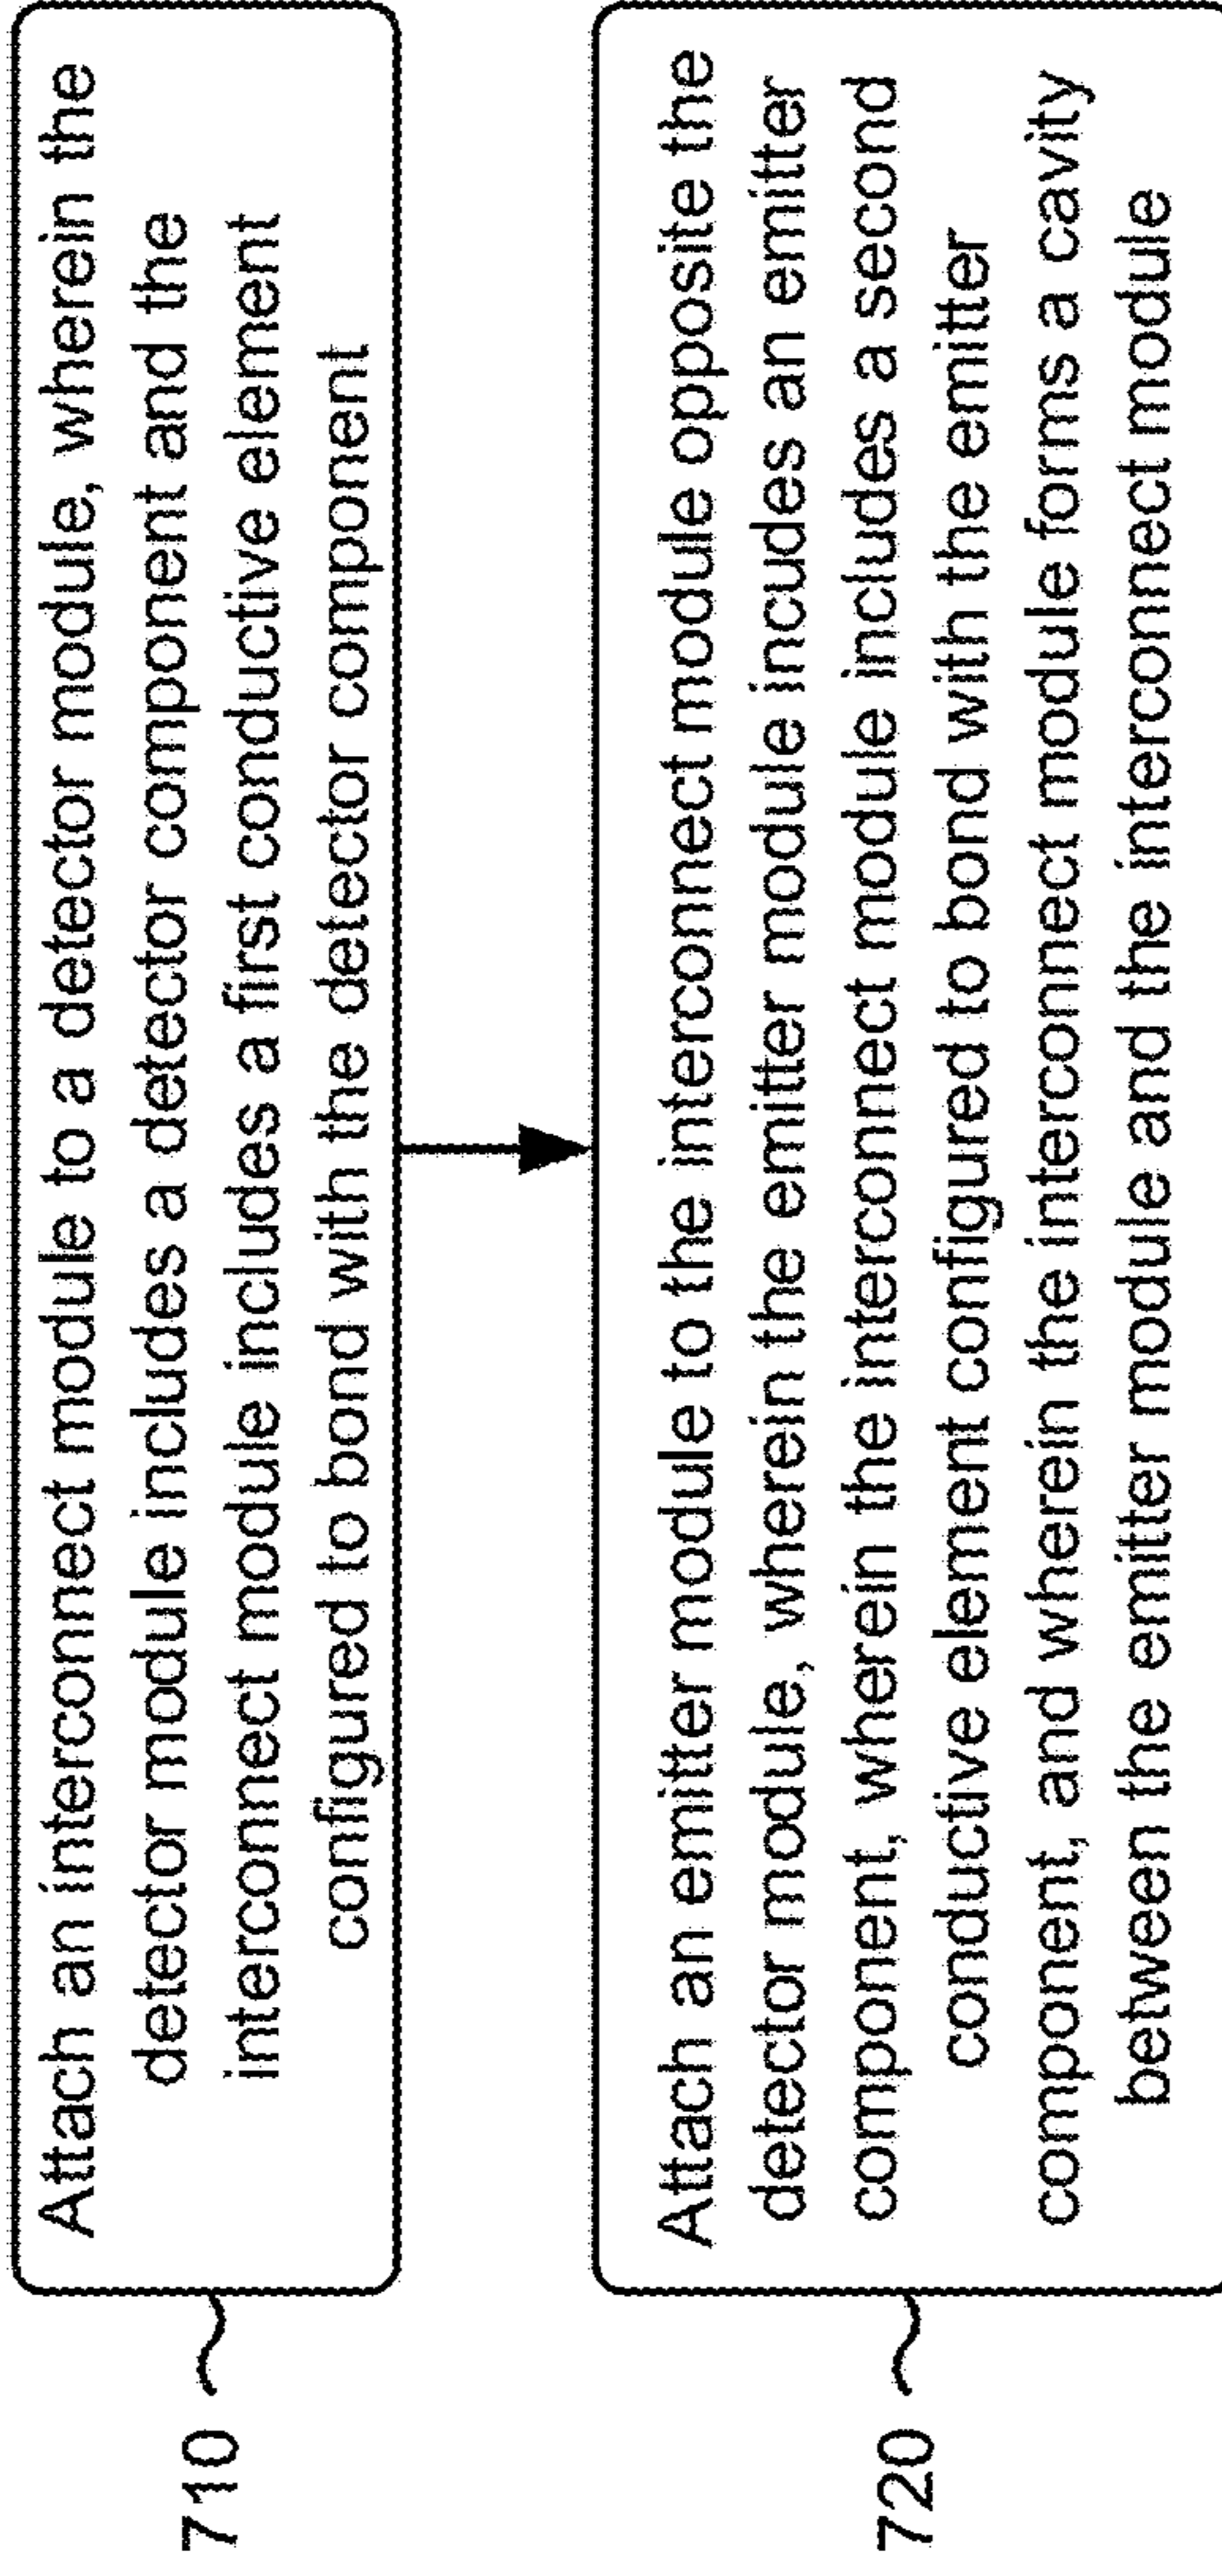 710
Attach an interconnect module to a detector module, wherein the
detector module includes a detector component and the
interconnect module includes a first conductive element
configured to bond with the detector component
720
Attach an emitter module to the interconnect module opposite the
detector module, wherein the emitter module incudes an emitter
component, wherein the interconnect module includes a second
conductive element configured to bond with the emitter
component, and wherein the interconnect module forms a cavity
between the emitter module and the interconnect module